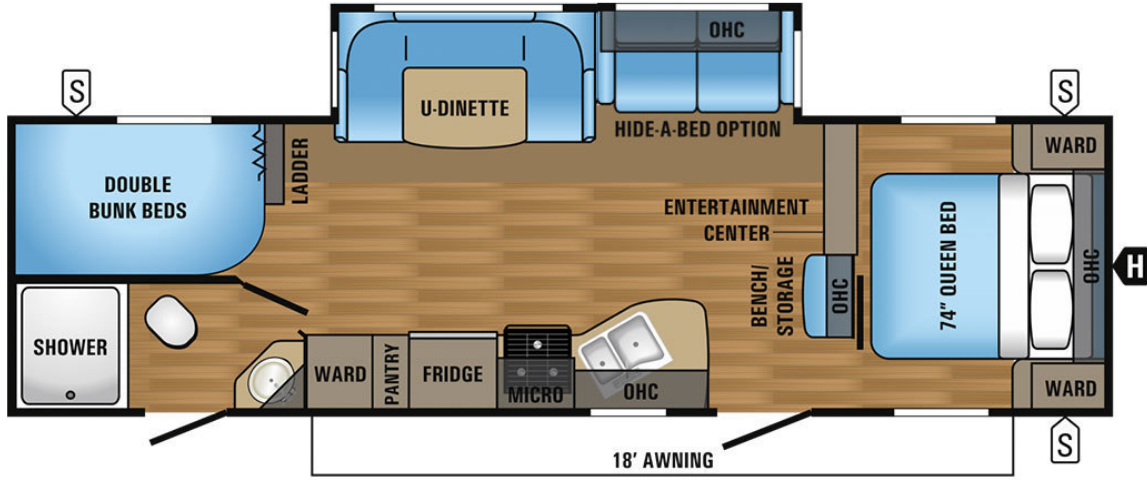 OHC
S
S
U-DINETTE
HIDE-A-BED OPTION
WARD
DOUBLE
BUNK BEDS
LADDER
ENTERTAINMENT
CENTER
74" QUEEN BED
OHC
H
BENCH/
STORAGE
OHC
SHOWER
WARD
PANTRY
FRIDGE
MICRO
OHC
WARD
S
18' AWNING